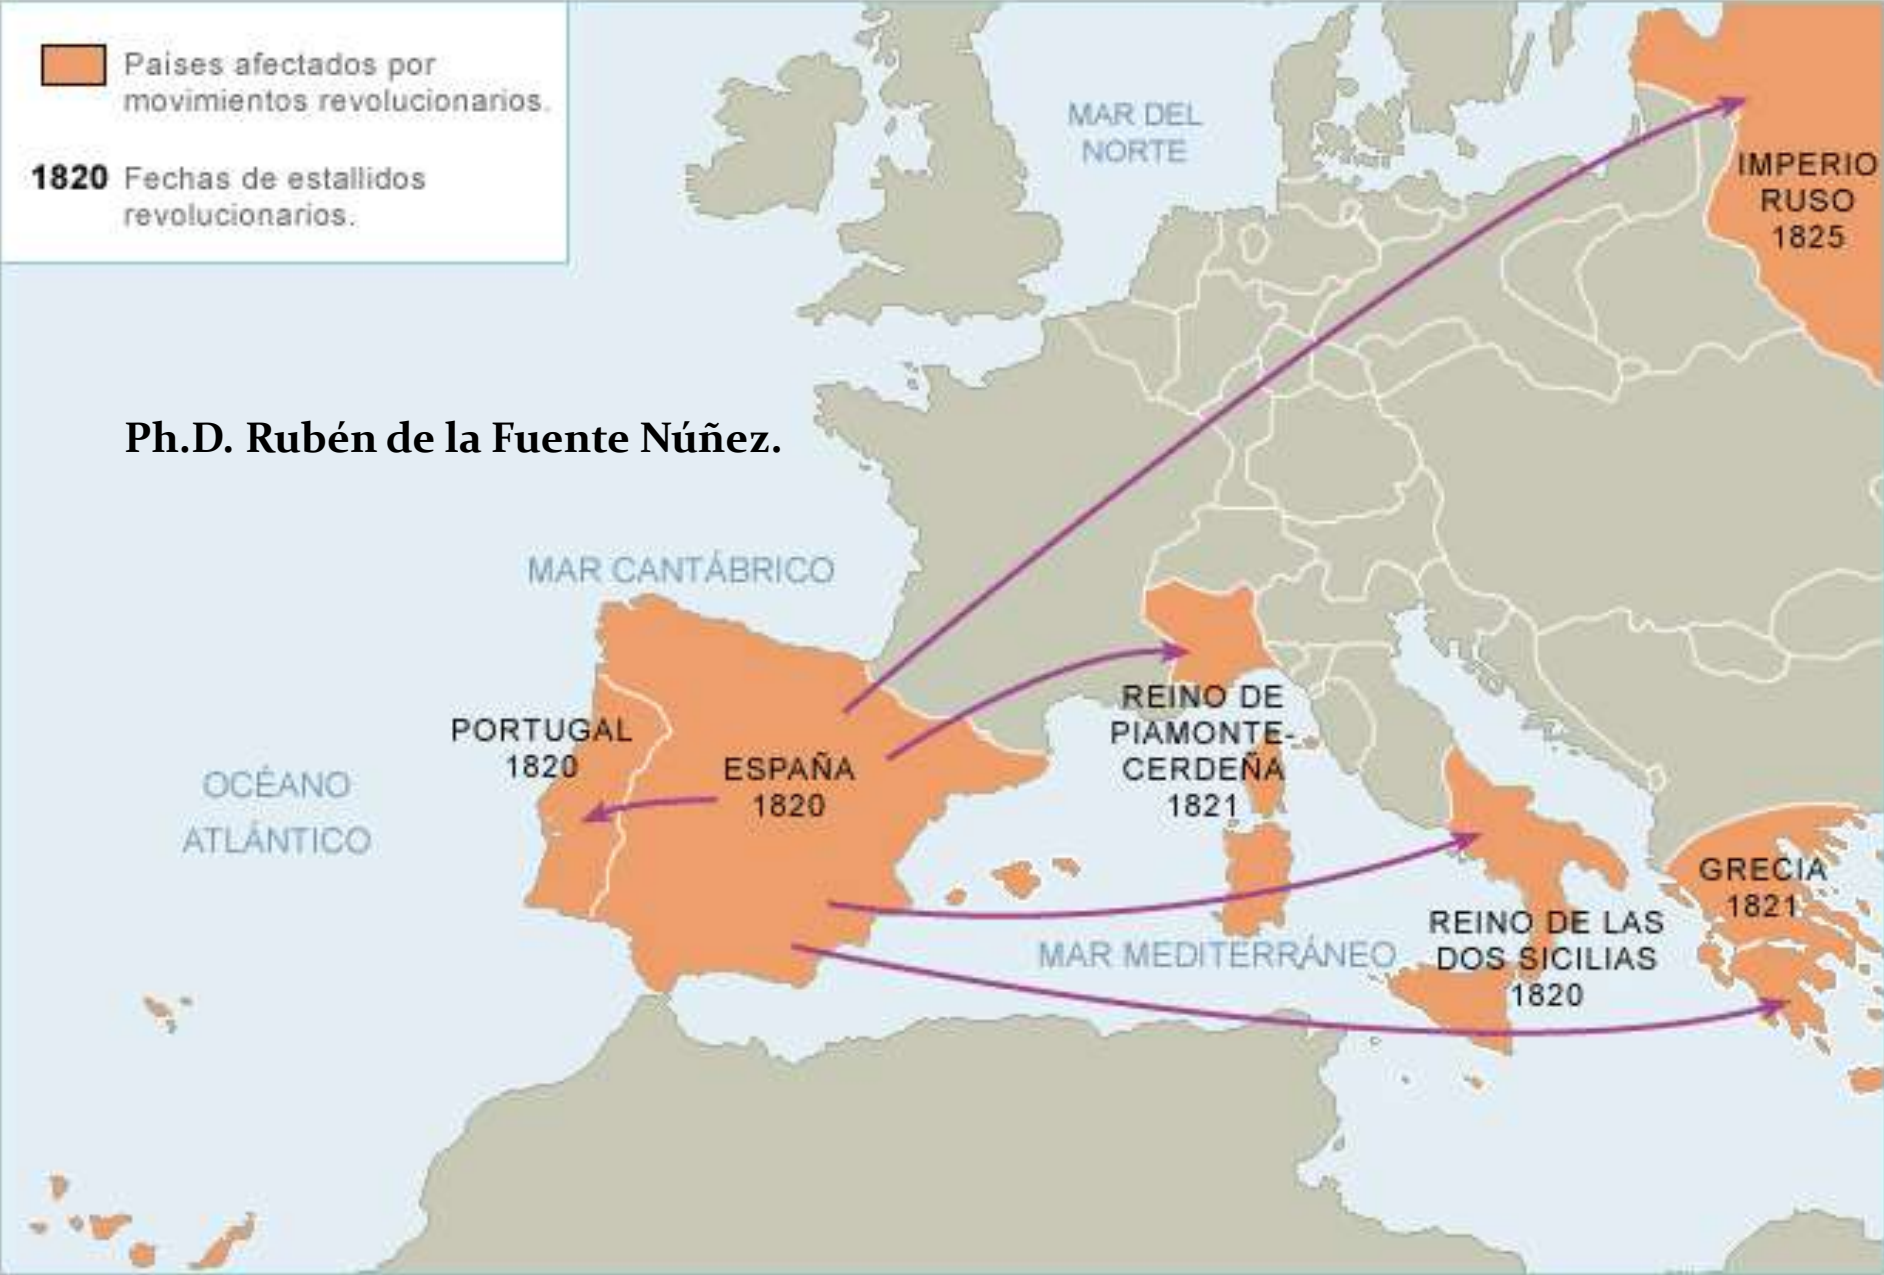 Paises afectados por
movimientos revolucionarios.
1820 Fechas de estallidos
revolucionarios.
MAR DEL
NORTE
IMPERIO
RUSO
1825
Ph.D. Rubén de la Fuente Núñez.
MAR CANTÁBRICO
OCÉANO
ATLÁNTICO
PORTUGAL
1820
ESPAÑA
1820
REINO DE
PIAMONTE-
CERDEÑA
1821
GRECIA
1821
REINO DE LAS
DOS SICILIAS
1820
MAR MEDITERRÁNEO